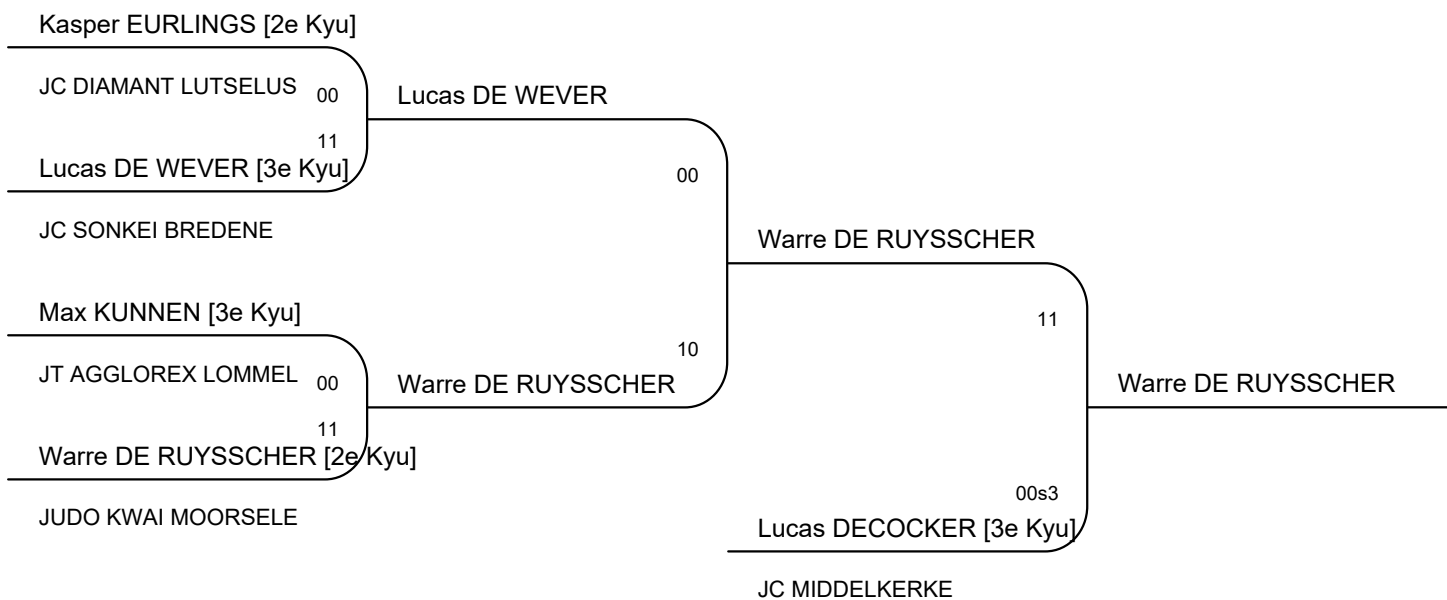 Kasper EURLINGS [2e Kyu]
JC DIAMANT LUTSELUS
00
Lucas DE WEVER
11
Lucas DE WEVER [3e Kyu]
00
JC SONKEI BREDENE
Warre DE RUYSSCHER
Max KUNNEN [3e Kyu]
11
10
JT AGGLOREX LOMMEL
00
Warre DE RUYSSCHER
Warre DE RUYSSCHER
11
Warre DE RUYSSCHER [2e Kyu]
00s3
JUDO KWAI MOORSELE
Lucas DECOCKER [3e Kyu]
JC MIDDELKERKE